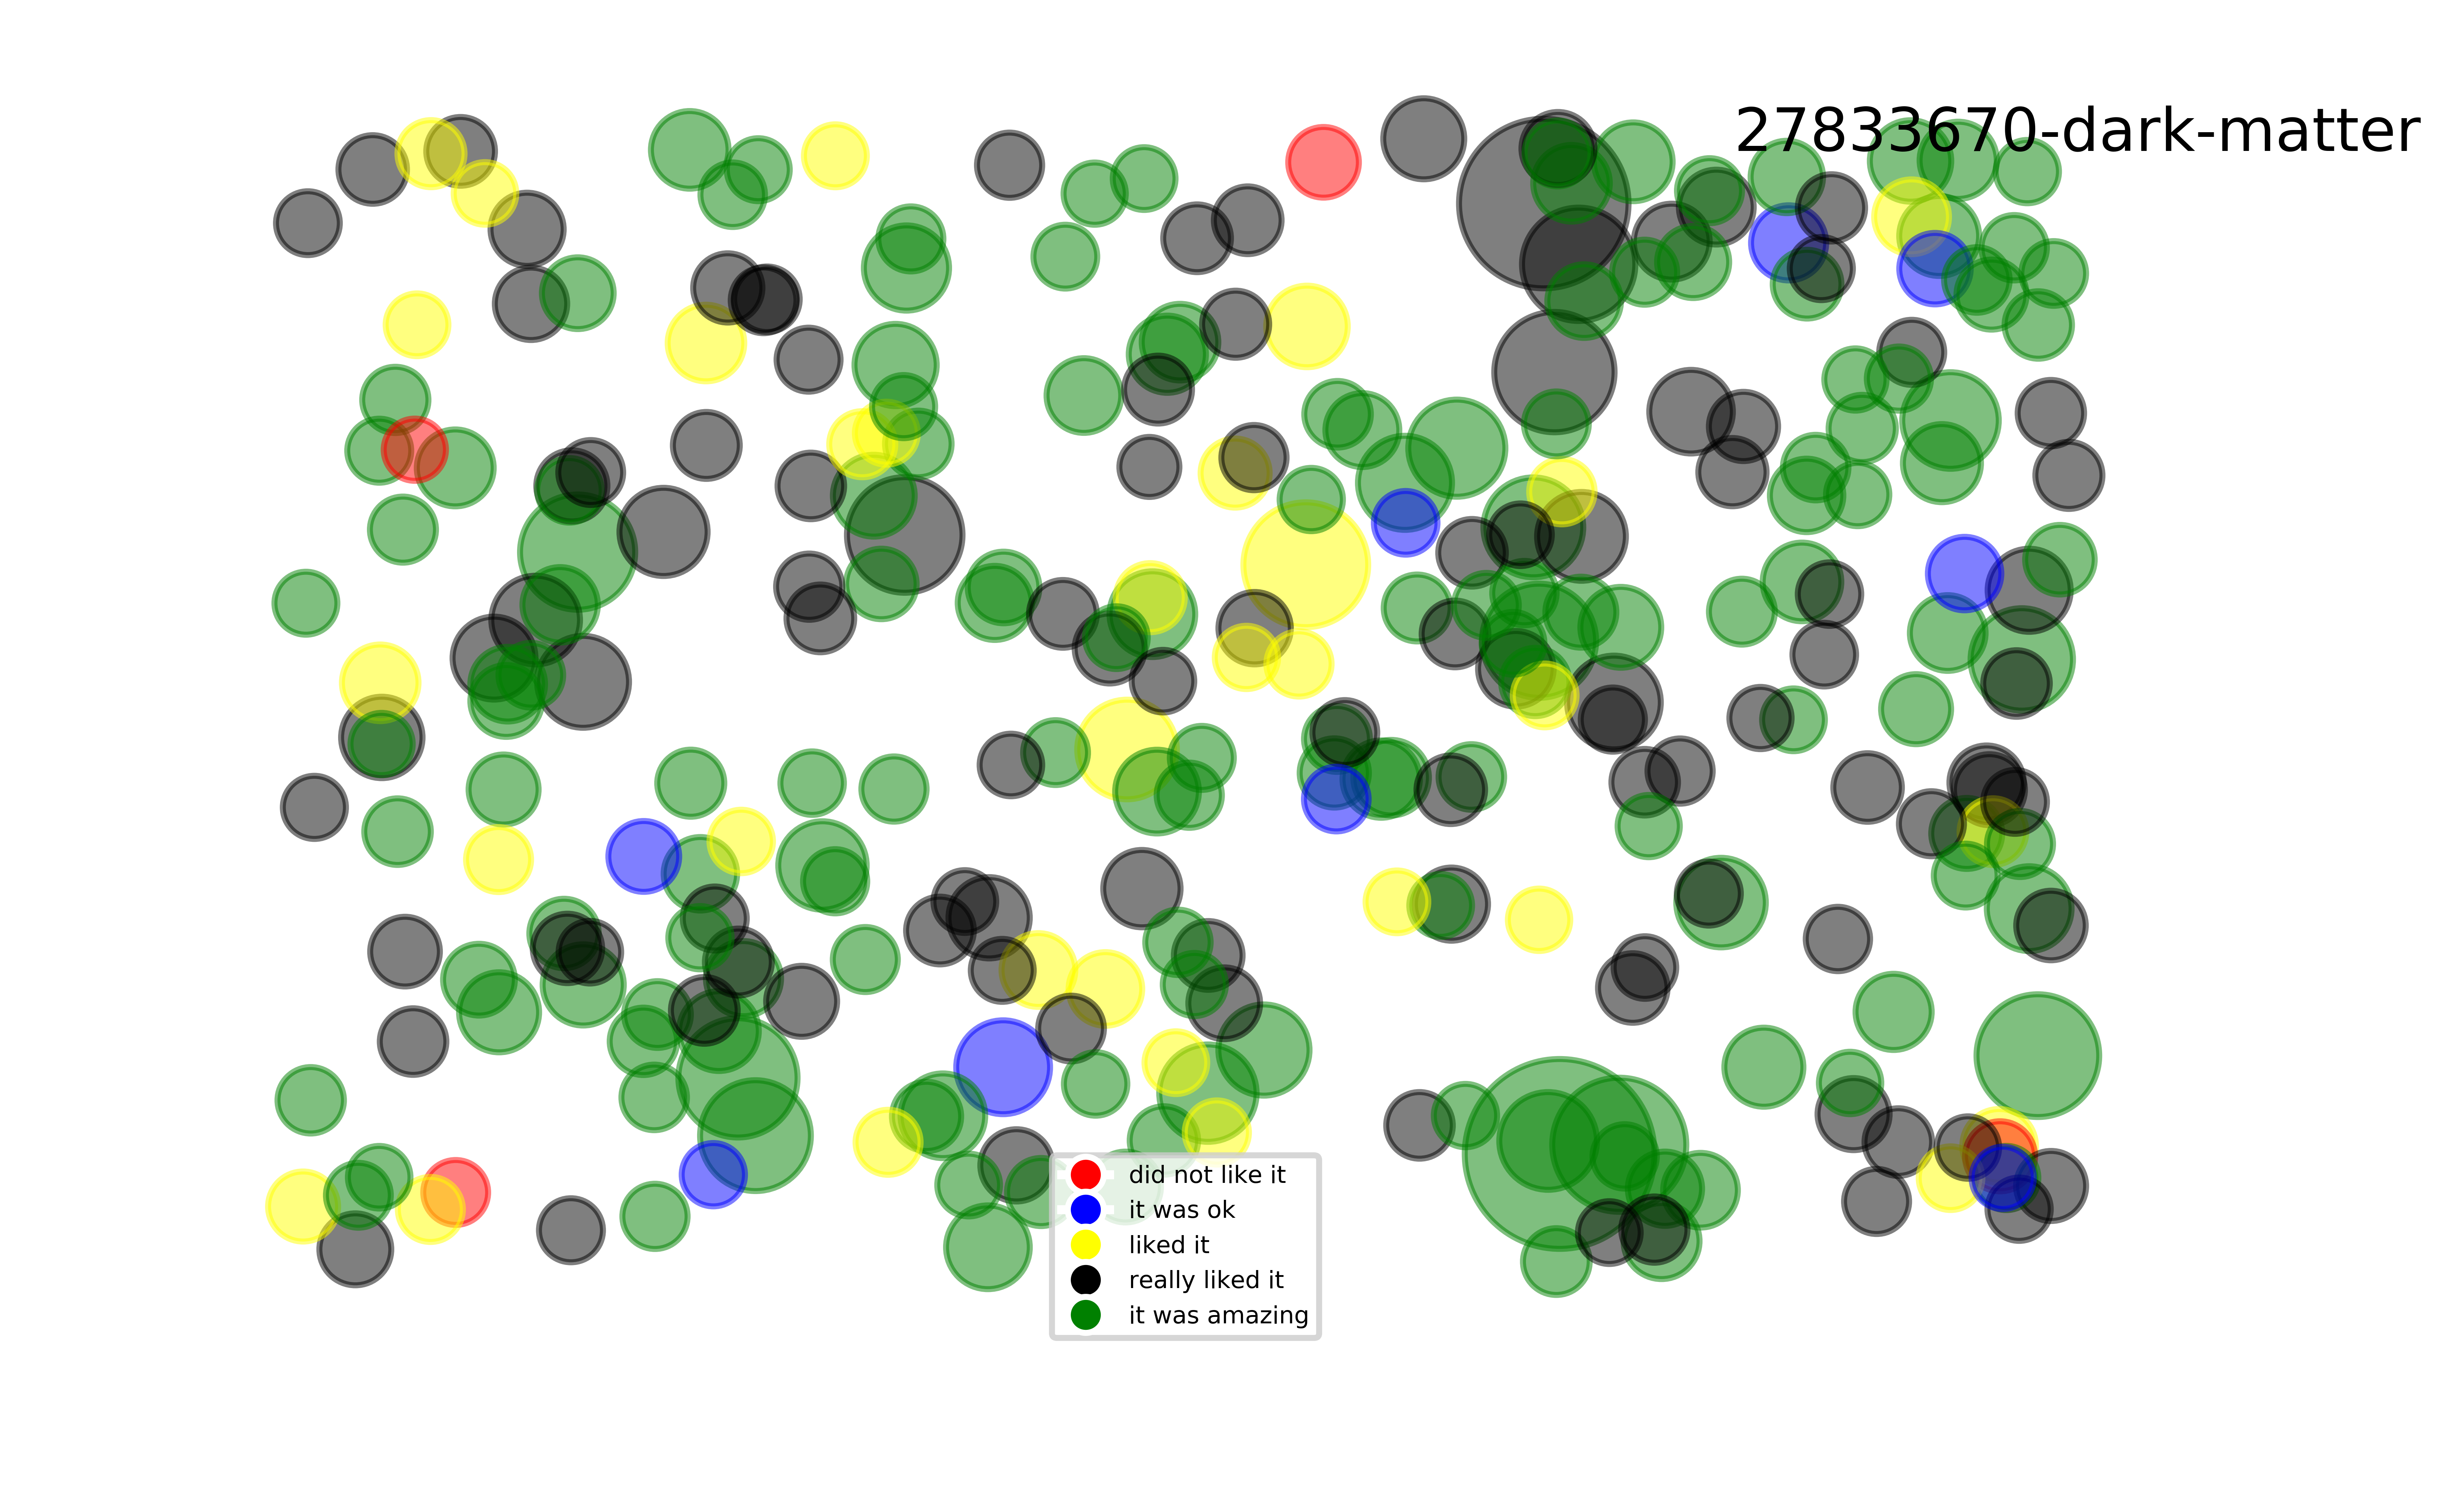 27833670-dark-matter
did not like it
it was ok
liked it
really liked it
it was amazing